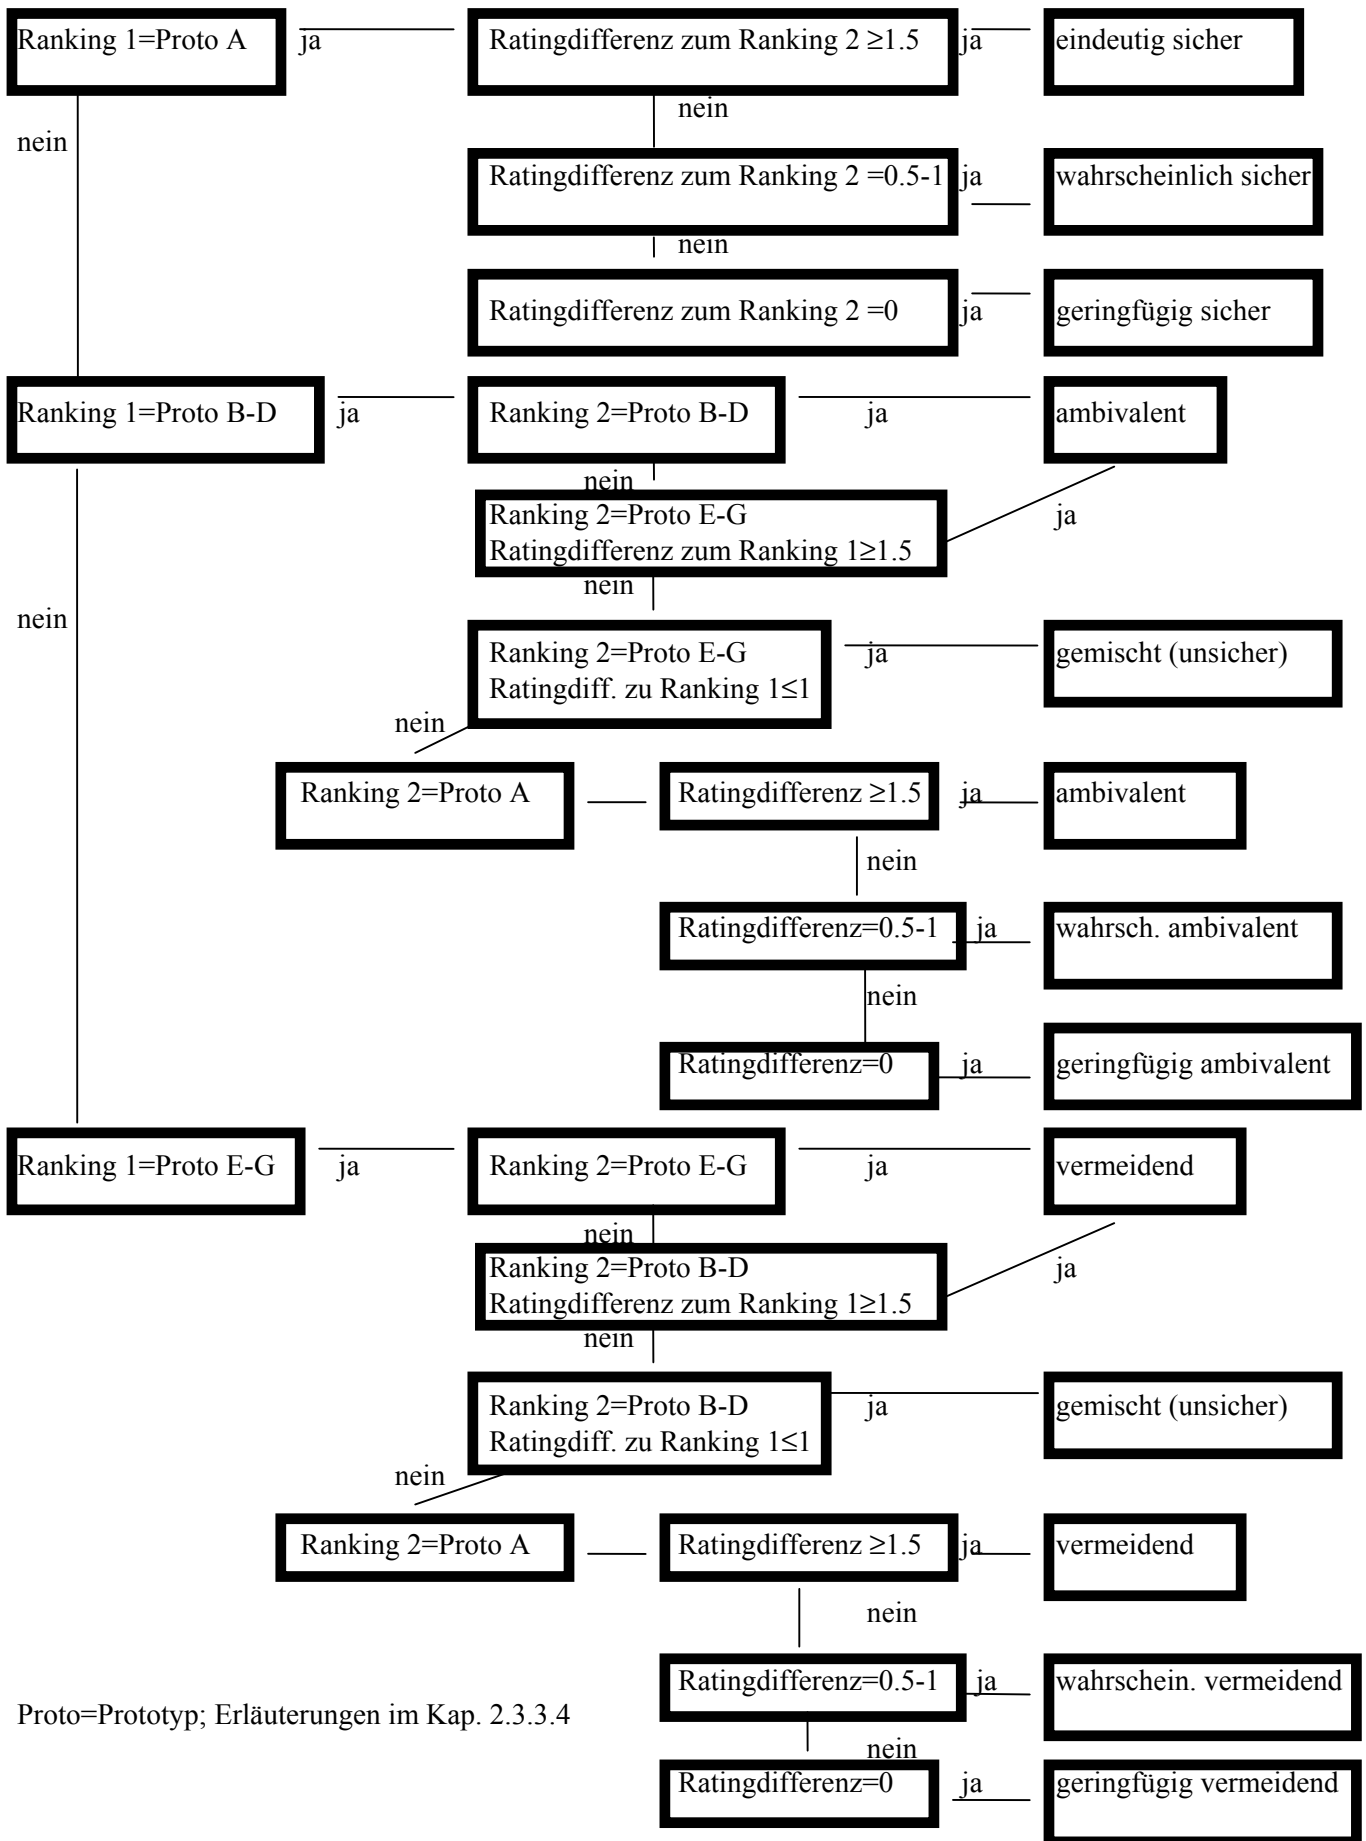 Ranking 1=Proto A ja Ratingdifferenz zum Ranking 2 ≥1.5 ja eindeutig sicher
nein
nein
Ratingdifferenz zum Ranking 2 =0.5-1 ja wahrscheinlich sicher
nein
Ratingdifferenz zum Ranking 2 =0 ja geringfügig sicher
Ranking 1=Proto B-D ja Ranking 2=Proto B-D ja ambivalent
nein
Ranking 2=Proto E-G
Ratingdifferenz zum Ranking 1≥1.5
ja
nein
nein
Ranking 2=Proto E-G
Ratingdiff. zu Ranking 1≤1
ja gemischt (unsicher)
nein
Ranking 2=Proto A Ratingdifferenz ≥1.5 ja ambivalent
nein
Ratingdifferenz=0.5-1 ja wahrsch. ambivalent
nein
Ratingdifferenz=0 ja geringfügig ambivalent
Ranking 1=Proto E-G ja Ranking 2=Proto E-G ja vermeidend
nein
Ranking 2=Proto B-D
Ratingdifferenz zum Ranking 1≥1.5
ja
nein
Ranking 2=Proto B-D
Ratingdiff. zu Ranking 1≤1
ja gemischt (unsicher)
nein
Ranking 2=Proto A Ratingdifferenz ≥1.5 ja vermeidend
nein
Ratingdifferenz=0.5-1 ja wahrschein. vermeidend
Proto=Prototyp; Erläuterungen im Kap. 2.3.3.4
nein
Ratingdifferenz=0 ja geringfügig vermeidend